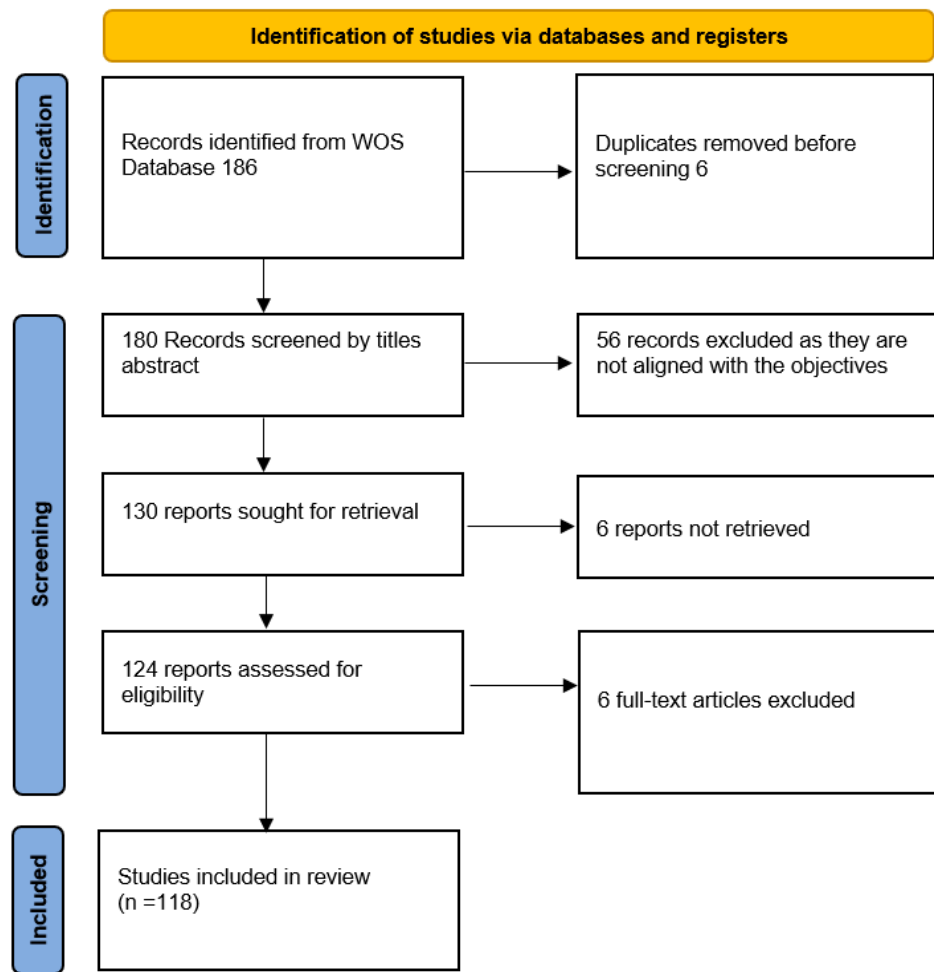 Identification of studies via databases and registers
Identification
Records identified from WOS
Database 186
Duplicates removed before
screening 6
Screening
180 Records screened by titles
abstract
56 records excluded as they are
not aligned with the objectives
130 reports sought for retrieval
6 reports not retrieved
124 reports assessed for
eligibility
6 full-text articles excluded
Included
Studies included in review
(n =118)